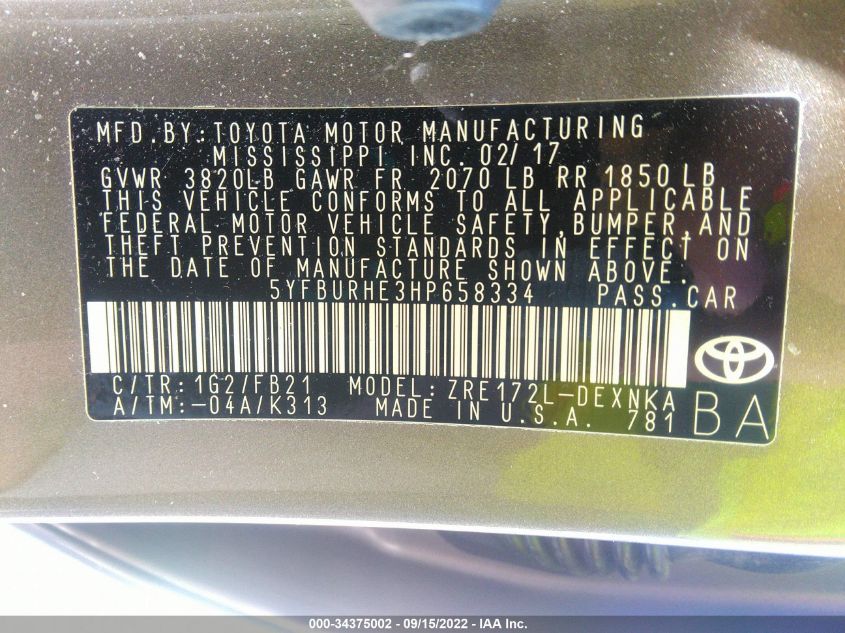 MFD.BY:TOYOTA MOTOR MANUFACTURING
MISSISSIPPI INC. 02/17
GVWR 3820LB GAWR FR 2070 LB RR 1850 LB
THIS VEHICLE CONFORMS TO ALL APPLICABLE
FEDERAL MOTOR VEHICLE SAFETY,BUMPER,AND
THEFT PREVENTION STANDARDS IN EFFECT ON
THE DATE OF MANUFACTURE SHOWN ABOVE.
5YFBURHE3HP658334 PASS.CAR
C/TR:1G2/FB21 MODEL:ZRE172L-DEXNKA
A/TM:-04A/K313 MADE IN U.S.A. 781
BA
000-34375002 - 09/15/2022 - IAA Inc.